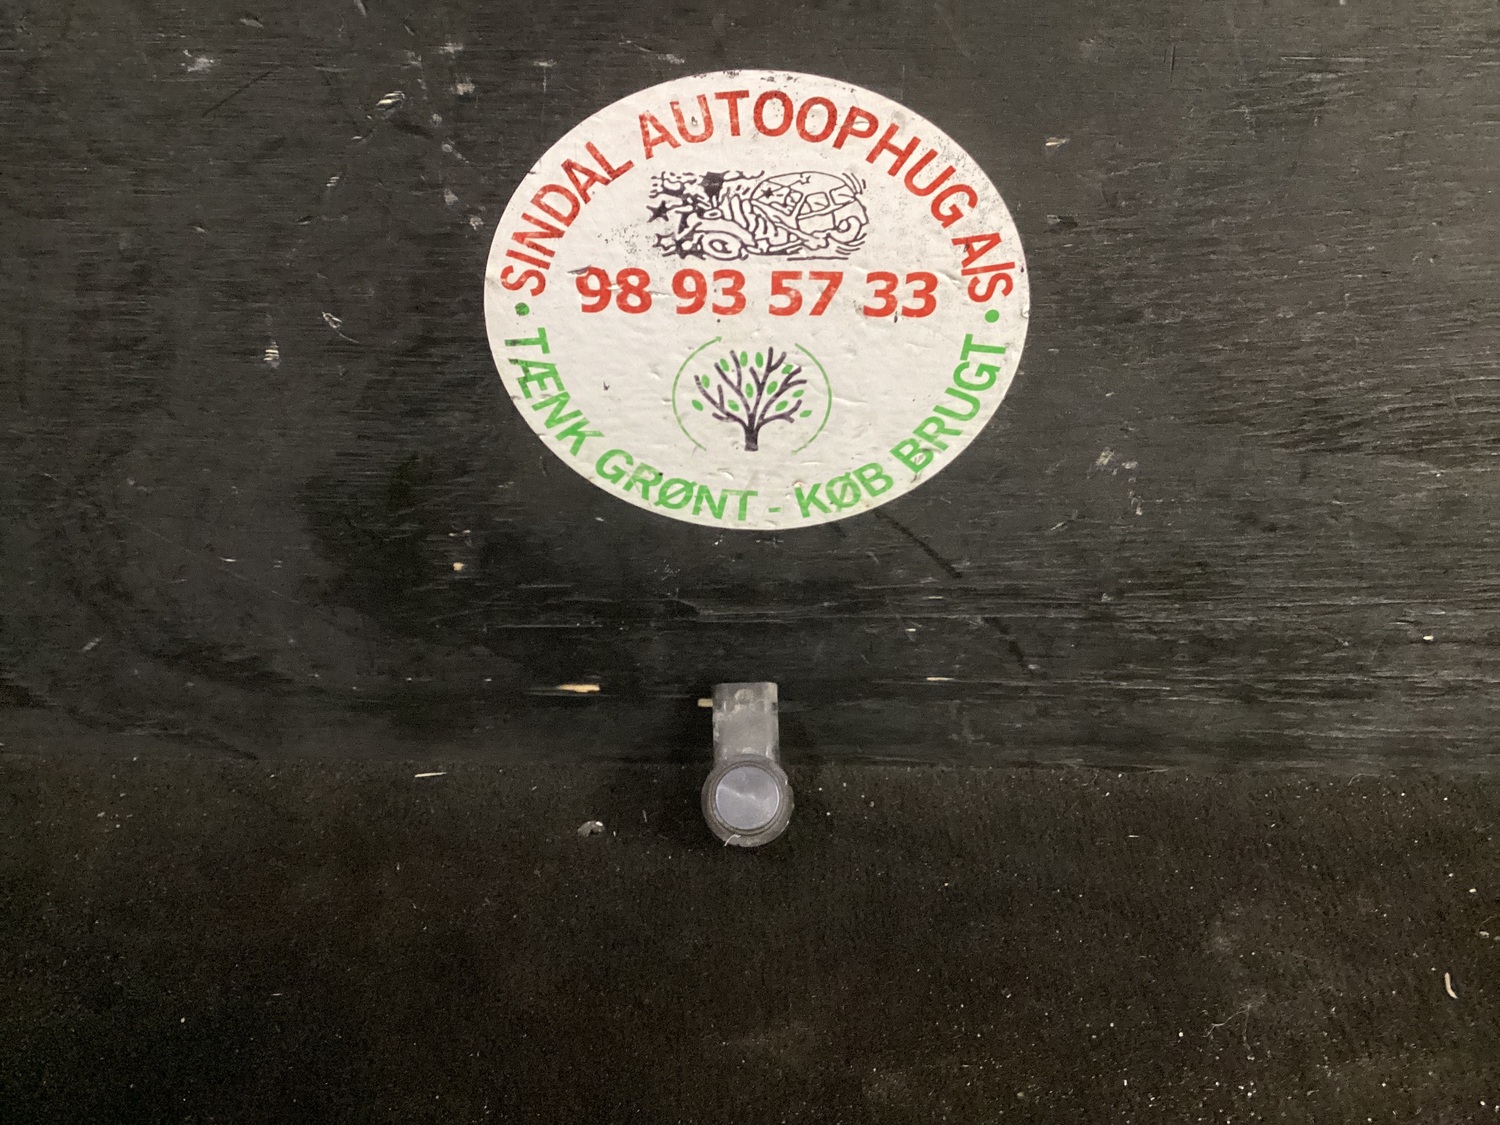 SINDAL AUTOOPHUG A/S
98 93 57 33
• TÆNK GRØNT - KØB BRUGT •